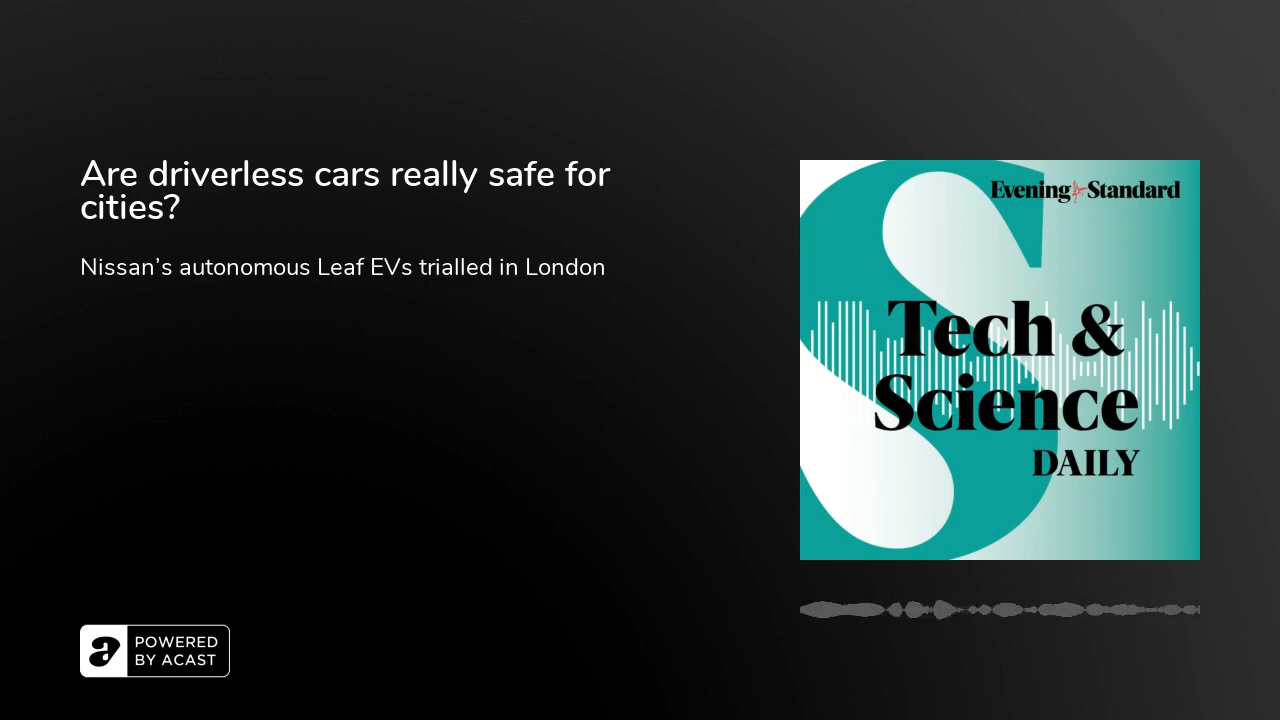 Are driverless cars really safe for
cities?
Nissan’s autonomous Leaf EVs trialled in London
Evening Standard
Tech &
Science
DAILY
POWERED
BY ACAST